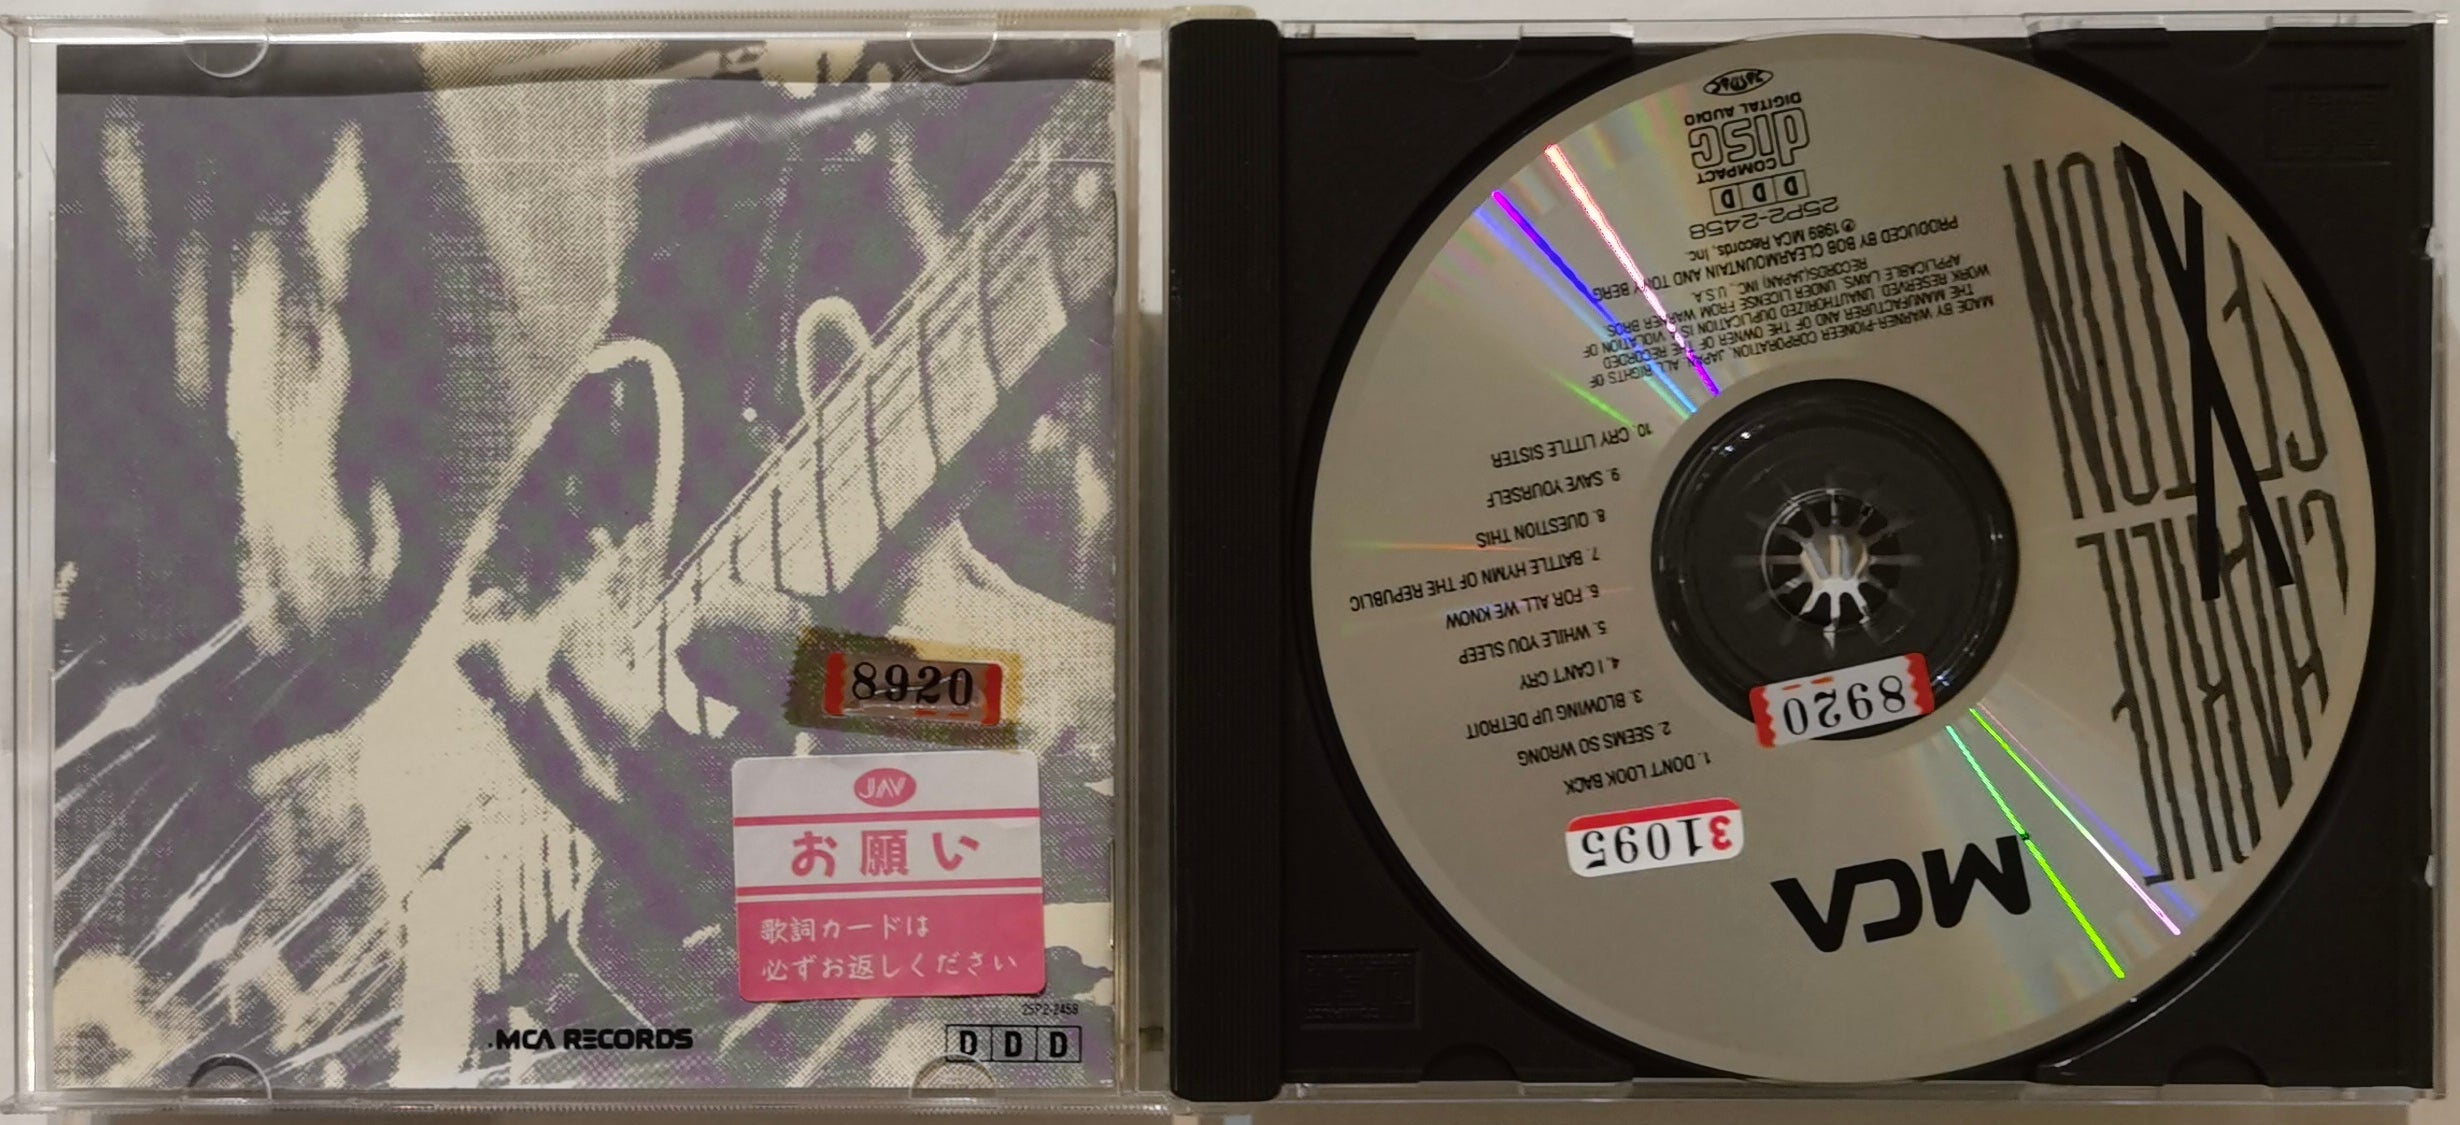 8920
JAV
お願い
歌詞カードは
必ずお返しください
25P2-2458
MCA RECORDS
D D D
MCA
31095
8920
CHARLIE
SEXTON
1. DON'T LOOK BACK
2. SEEMS SO WRONG
3. BLOWING UP DETROIT
4. I CAN'T CRY
5. WHILE YOU SLEEP
6. FOR ALL WE KNOW
7. BATTLE HYMN OF THE REPUBLIC
8. QUESTION THIS
9. SAVE YOURSELF
10. CRY LITTLE SISTER
MADE BY WARNER-PIONEER CORPORATION, JAPAN. ALL RIGHTS OF
THE MANUFACTURER AND OF THE OWNER OF THE RECORDED
WORK RESERVED. UNAUTHORIZED DUPLICATION IS A VIOLATION OF
APPLICABLE LAWS. UNDER LICENSE FROM WARNER BROS.
RECORDS(JAPAN) INC., U.S.A.
PRODUCED BY BOB CLEARMOUNTAIN AND TONY BERG
℗ 1989 MCA Records, Inc.
25P2-2458
D D D
COMPACT
disc
DIGITAL AUDIO